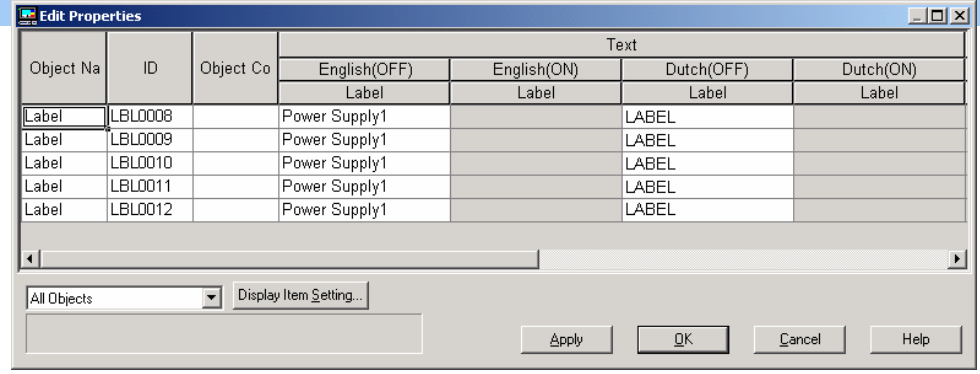 Edit Properties
Object Na ID Object Co Text
English(OFF) English(ON) Dutch(OFF) Dutch(ON)
Label Label Label Label
Label LBL0008 Power Supply1 LABEL
Label LBL0009 Power Supply1 LABEL
Label LBL0010 Power Supply1 LABEL
Label LBL0011 Power Supply1 LABEL
Label LBL0012 Power Supply1 LABEL
All Objects Display Item Setting...
Apply OK Cancel Help